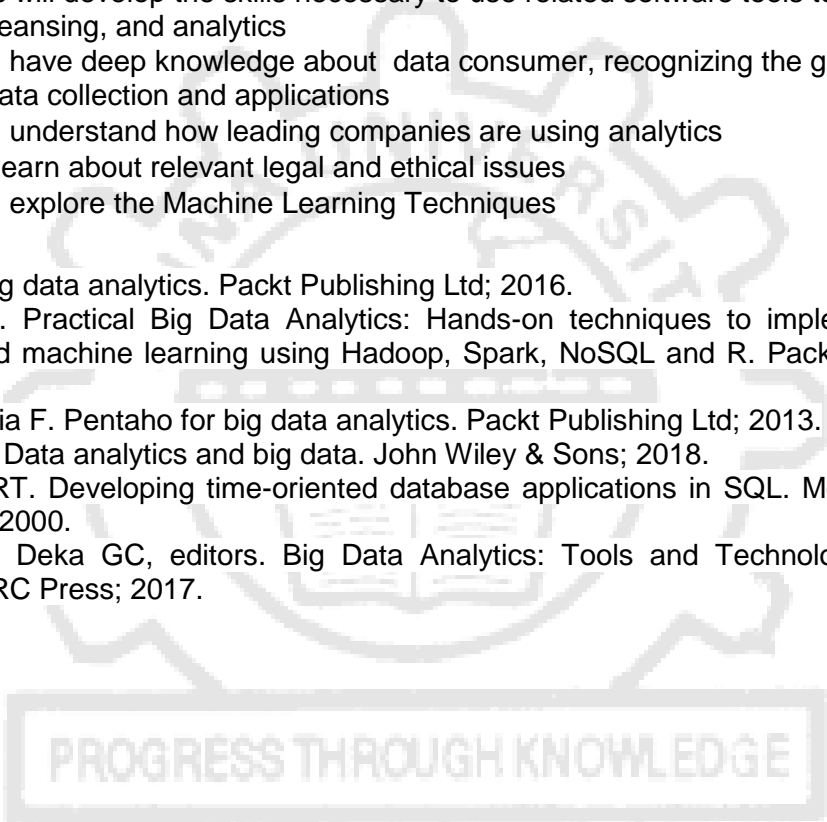 will develop the skills necessary to use related software tools
eansing, and analytics
have deep knowledge about data consumer, recognizing the g
ata collection and applications
understand how leading companies are using analytics
earn about relevant legal and ethical issues
explore the Machine Learning Techniques
g data analytics. Packt Publishing Ltd; 2016.
. Practical Big Data Analytics: Hands-on techniques to imple
d machine learning using Hadoop, Spark, NoSQL and R. Pack
ia F. Pentaho for big data analytics. Packt Publishing Ltd; 2013.
Data analytics and big data. John Wiley & Sons; 2018.
RT. Developing time-oriented database applications in SQL. M
2000.
Deka GC, editors. Big Data Analytics: Tools and Technolo
RC Press; 2017.
PROGRESS THROUGH KNOWLEDGE